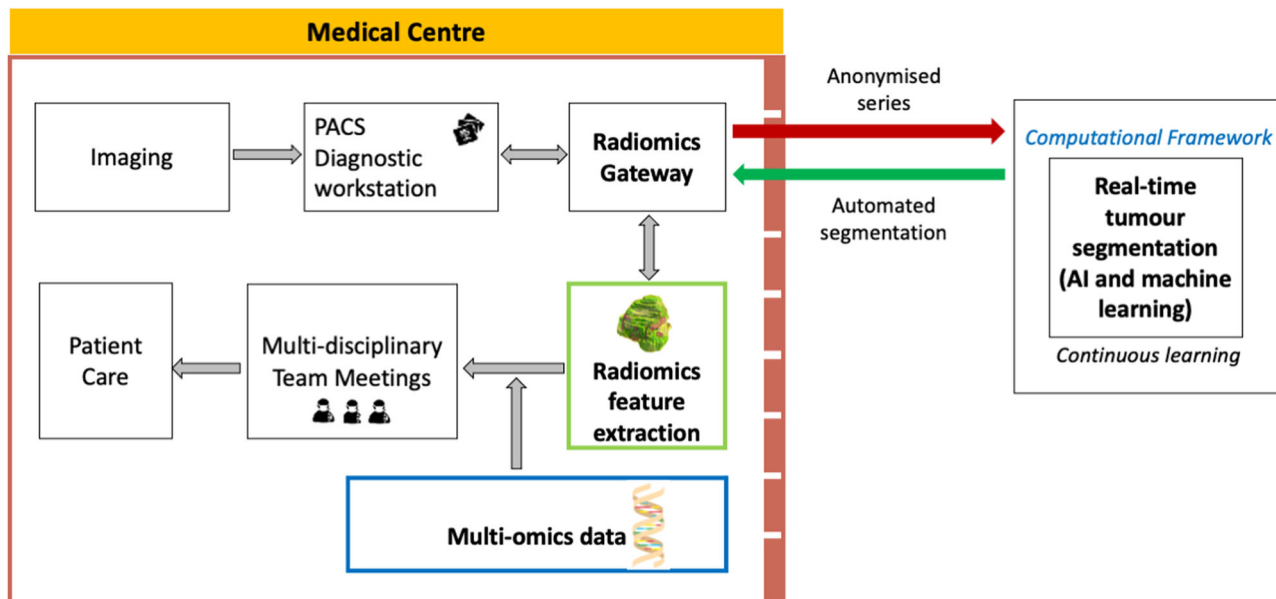 Medical Centre
Imaging
PACS
Diagnostic
workstation
Radiomics
Gateway
Anonymised
series
Automated
segmentation
Computational Framework
Real-time
tumour
segmentation
(AI and machine
learning)
Continuous learning
Patient
Care
Multi-disciplinary
Team Meetings
Radiomics
feature
extraction
Multi-omics data